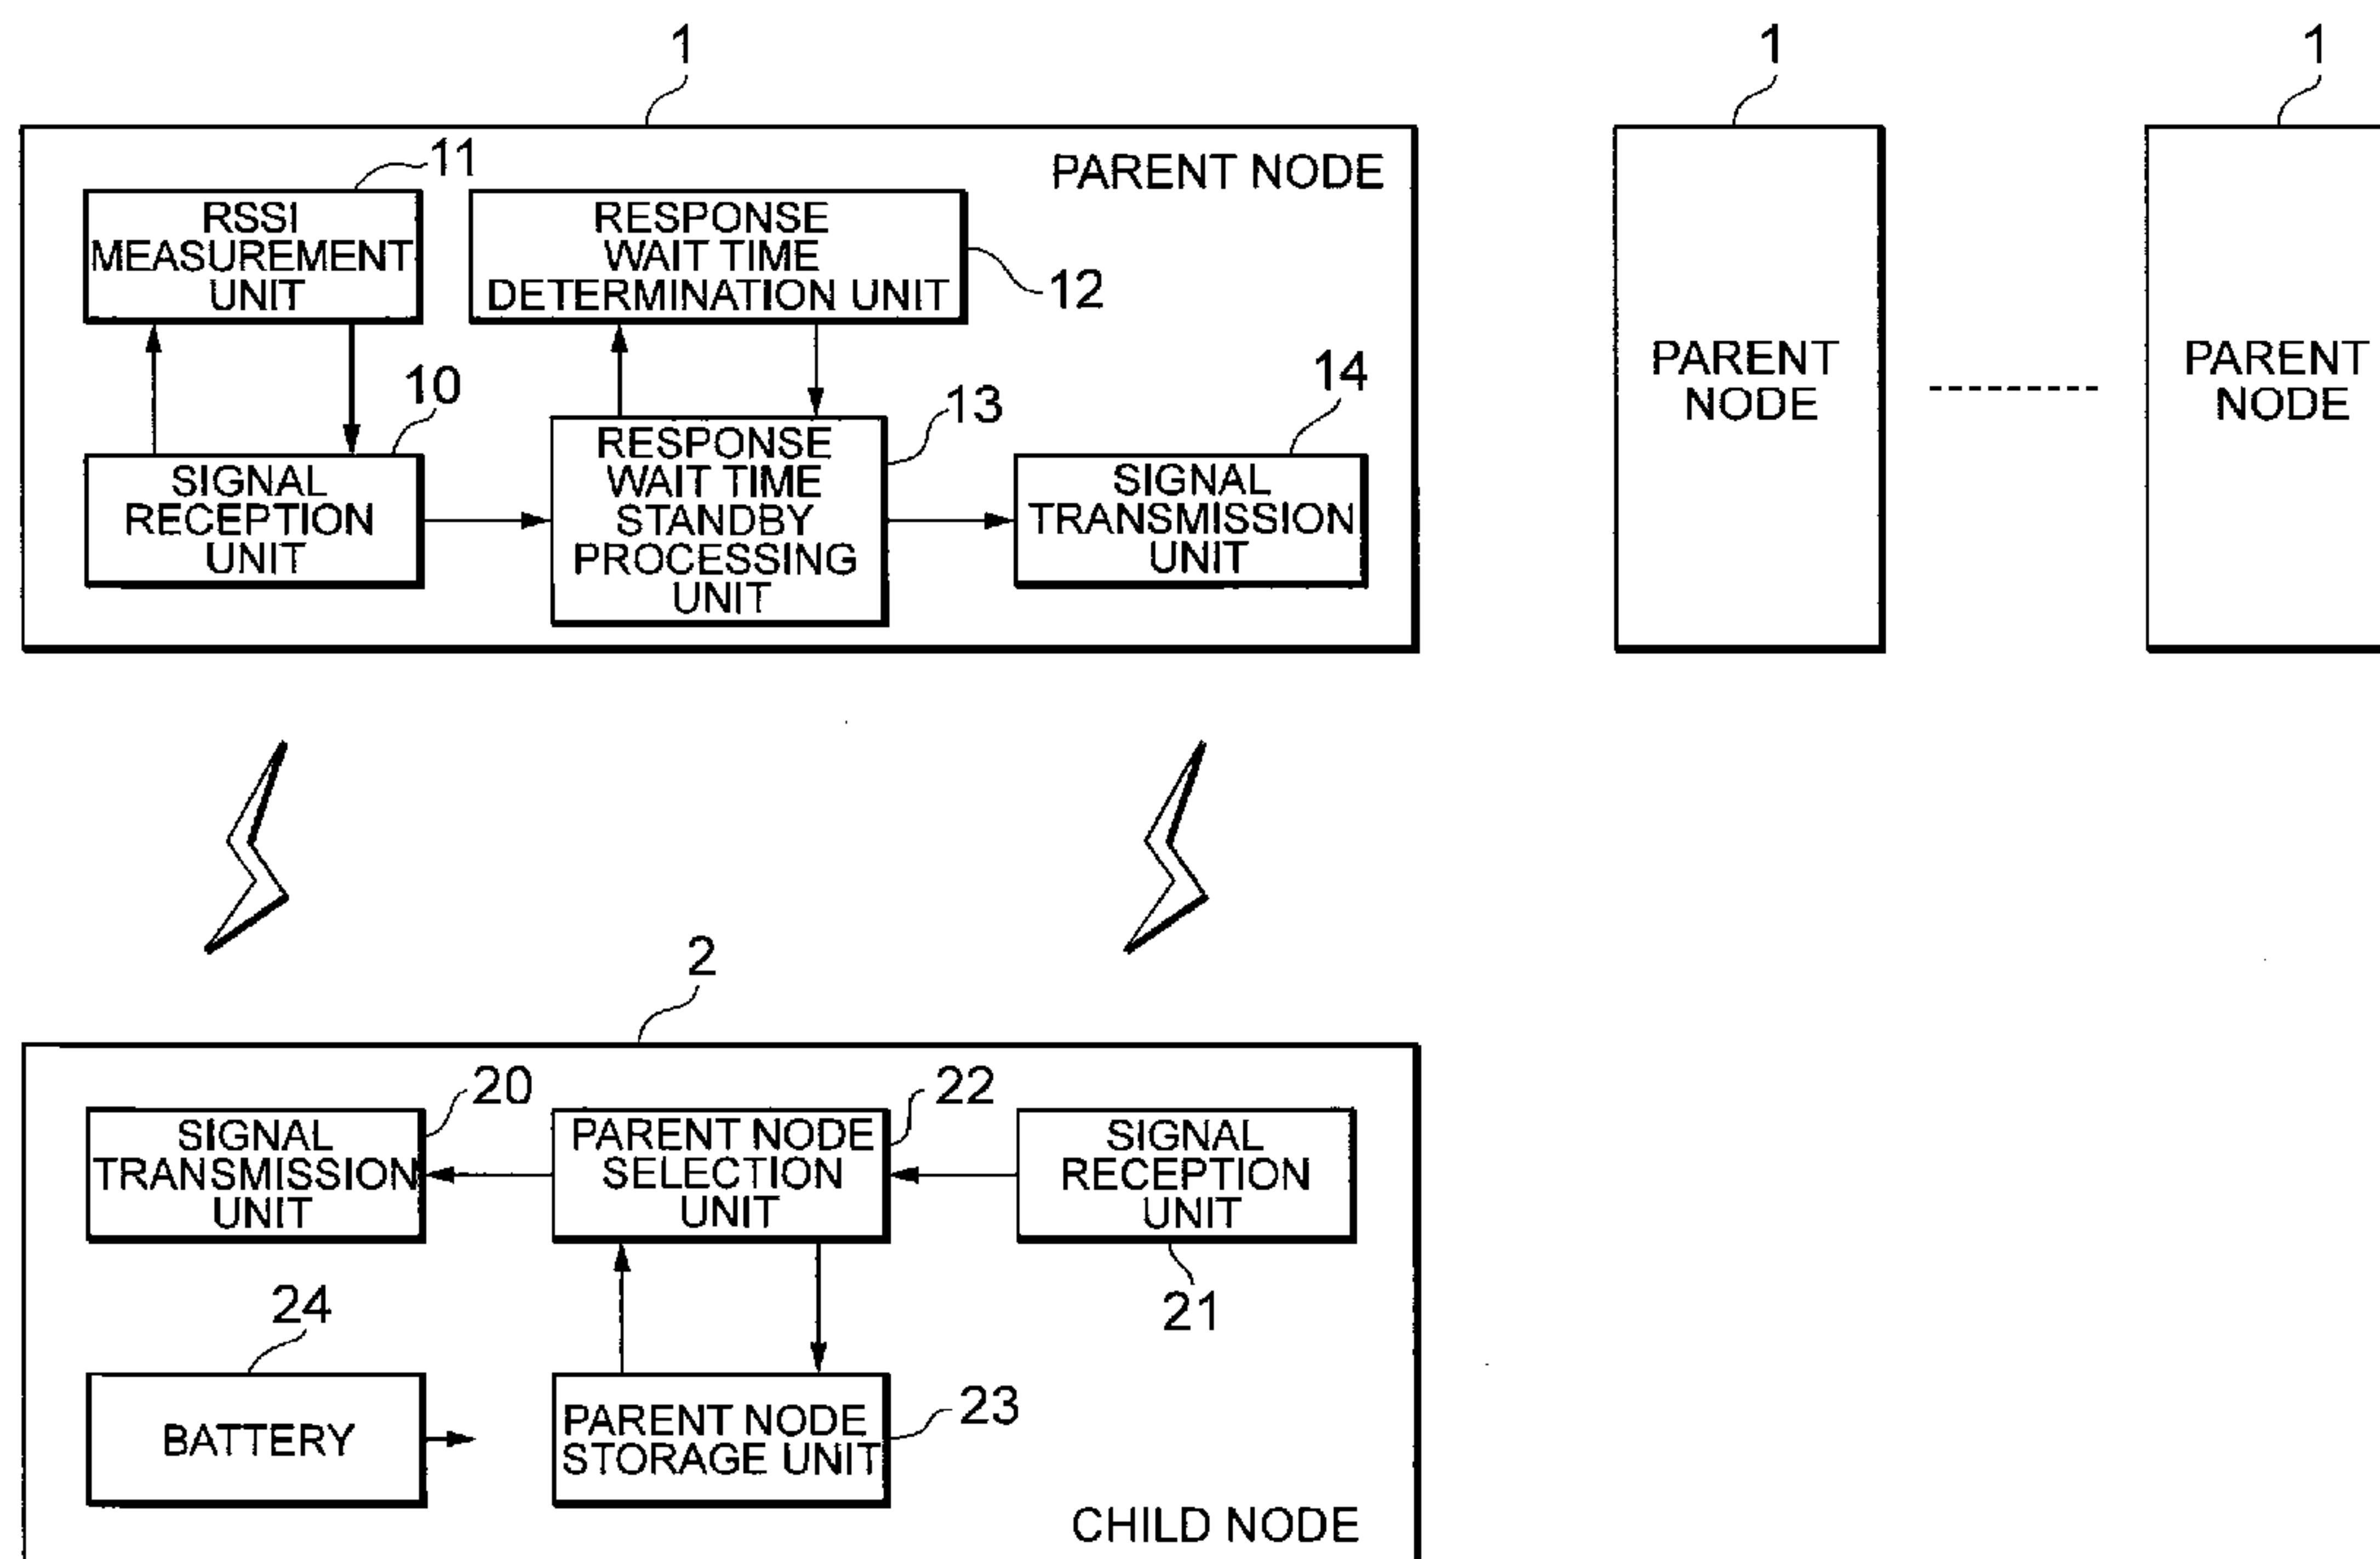 1
1
1
PARENT NODE
11
RSSI
MEASUREMENT
UNIT
RESPONSE
WAIT TIME
DETERMINATION UNIT
12
PARENT
NODE
PARENT
NODE
10
13
14
SIGNAL
RECEPTION
UNIT
RESPONSE
WAIT TIME
STANDBY
PROCESSING
UNIT
SIGNAL
TRANSMISSION
UNIT
2
20
22
SIGNAL
TRANSMISSION
UNIT
PARENT NODE
SELECTION
UNIT
SIGNAL
RECEPTION
UNIT
21
24
BATTERY
PARENT NODE
STORAGE UNIT
23
CHILD NODE